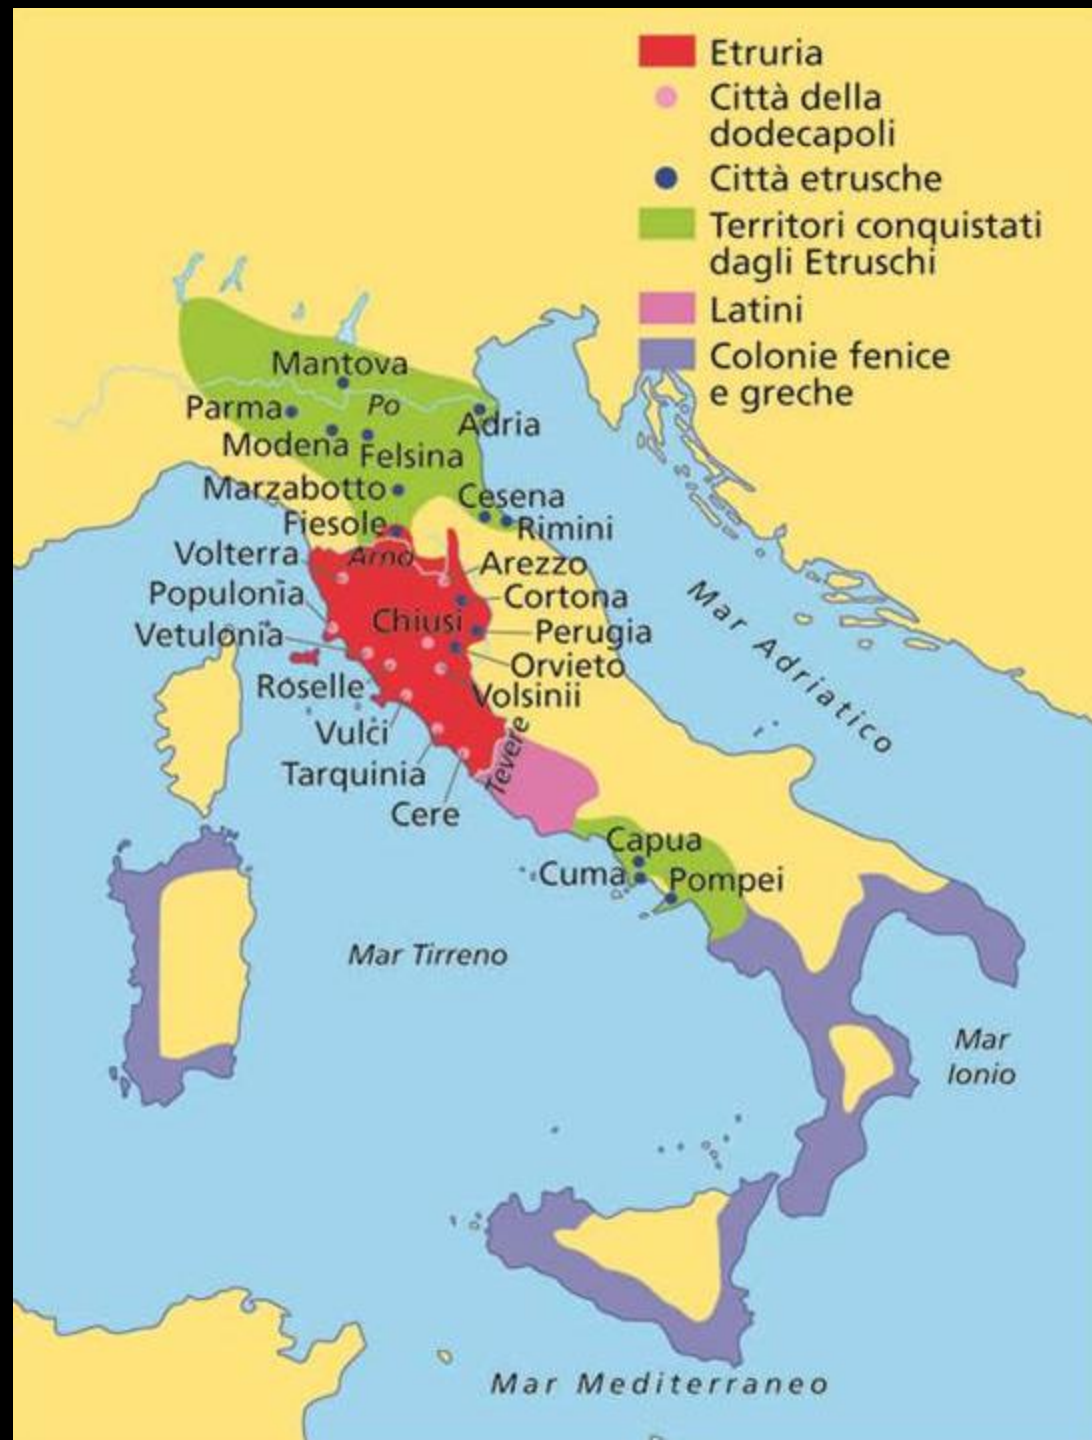 Etruria
Città della
dodecapoli
Città etrusche
Territori conquistati
dagli Etruschi
Latini
Colonie fenice
e greche
Mantova
Parma
Po
Adria
Modena
Felsina
Marzabotto
Cesena
Fiesole
Rimini
Volterra
Arno
Arezzo
Populonia
Cortona
Chiusi
Vetulonia
Perugia
Orvieto
Roselle
Volsinii
Vulci
Tarquinia
Tevere
Cere
Mar Adriatico
Capua
Cuma
Pompei
Mar Tirreno
Mar
Ionio
Mar Mediterraneo